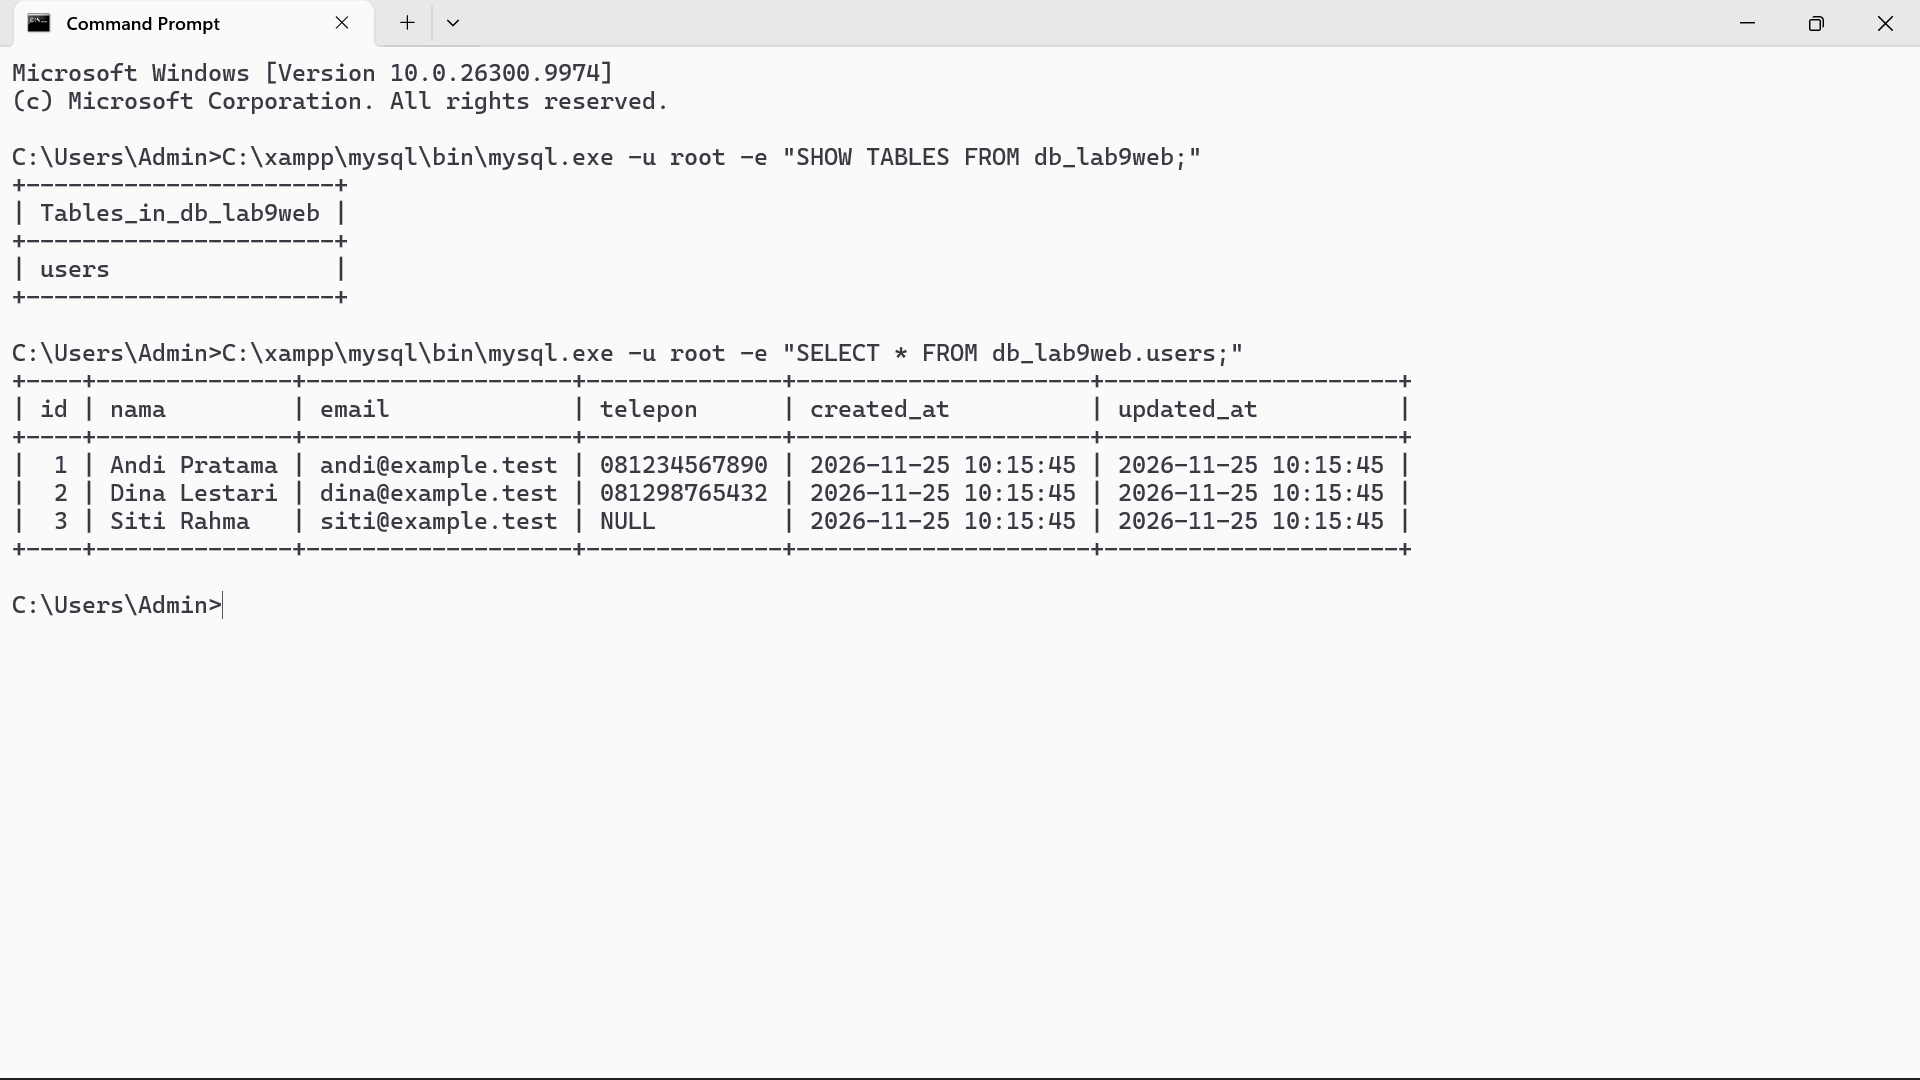 Command Prompt
Microsoft Windows [Version 10.0.26300.9974]
(c) Microsoft Corporation. All rights reserved.
C:\Users\Admin>C:\xampp\mysql\bin\mysql.exe -u root -e "SHOW TABLES FROM db_lab9web;"
+----------------------+
| Tables_in_db_lab9web |
+----------------------+
| users                |
+----------------------+
C:\Users\Admin>C:\xampp\mysql\bin\mysql.exe -u root -e "SELECT * FROM db_lab9web.users;"
+----+--------------+-------------------+--------------+---------------------+---------------------+
| id | nama         | email             | telepon      | created_at          | updated_at          |
+----+--------------+-------------------+--------------+---------------------+---------------------+
|  1 | Andi Pratama | andi@example.test | 081234567890 | 2026-11-25 10:15:45 | 2026-11-25 10:15:45 |
|  2 | Dina Lestari | dina@example.test | 081298765432 | 2026-11-25 10:15:45 | 2026-11-25 10:15:45 |
|  3 | Siti Rahma   | siti@example.test | NULL         | 2026-11-25 10:15:45 | 2026-11-25 10:15:45 |
+----+--------------+-------------------+--------------+---------------------+---------------------+
C:\Users\Admin>